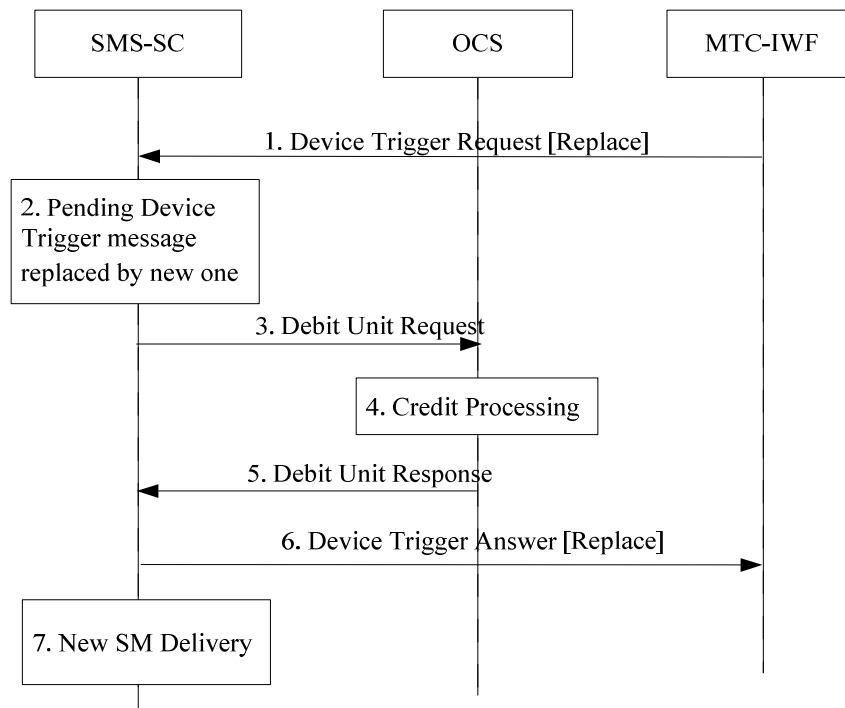 SMS-SC
OCS
MTC-IWF
1. Device Trigger Request [Replace]
2. Pending Device
Trigger message
replaced by new one
3. Debit Unit Request
4. Credit Processing
5. Debit Unit Response
6. Device Trigger Answer [Replace]
7. New SM Delivery